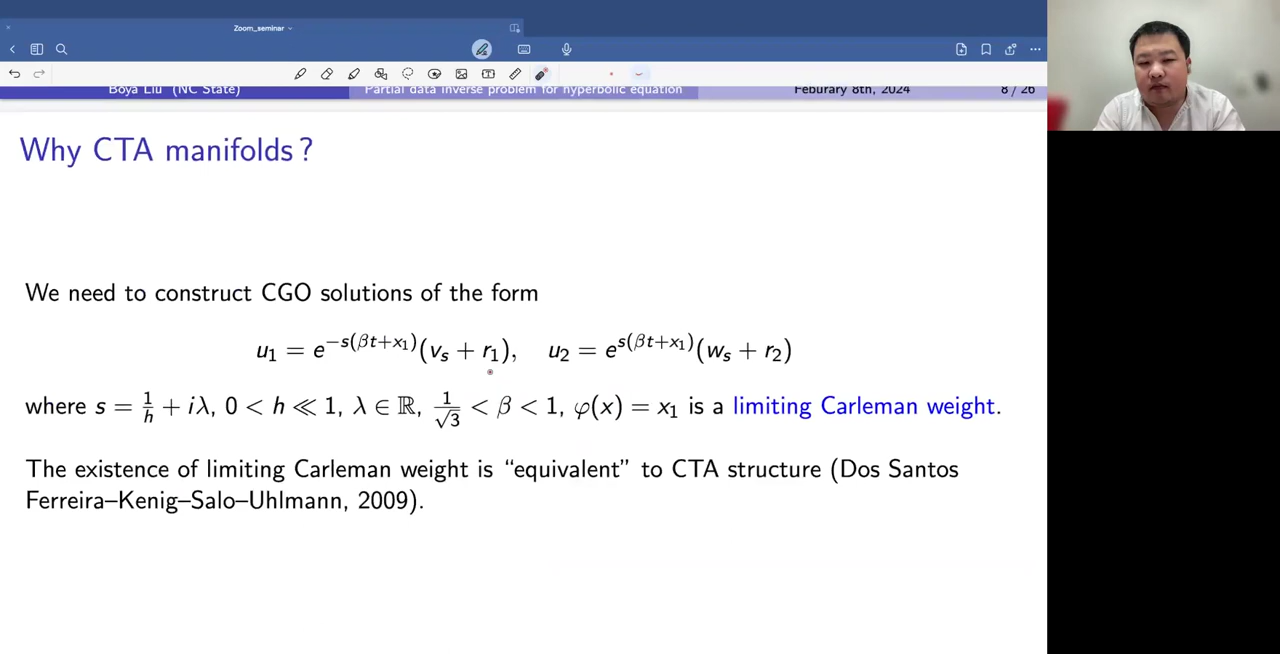 Zoom_seminar
Boya Liu (NC State) Partial data inverse problem for hyperbolic equation Feburary 8th, 2024 8 / 26
Why CTA manifolds?
We need to construct CGO solutions of the form
u₁ = e^{−s(βt+x₁)}(vₛ + r₁), u₂ = e^{s(βt+x₁)}(wₛ + r₂)
where s = 1/h + iλ, 0 < h ≪ 1, λ ∈ ℝ, 1/√3 < β < 1, φ(x) = x₁ is a limiting Carleman weight.
The existence of limiting Carleman weight is “equivalent” to CTA structure (Dos Santos
Ferreira–Kenig–Salo–Uhlmann, 2009).